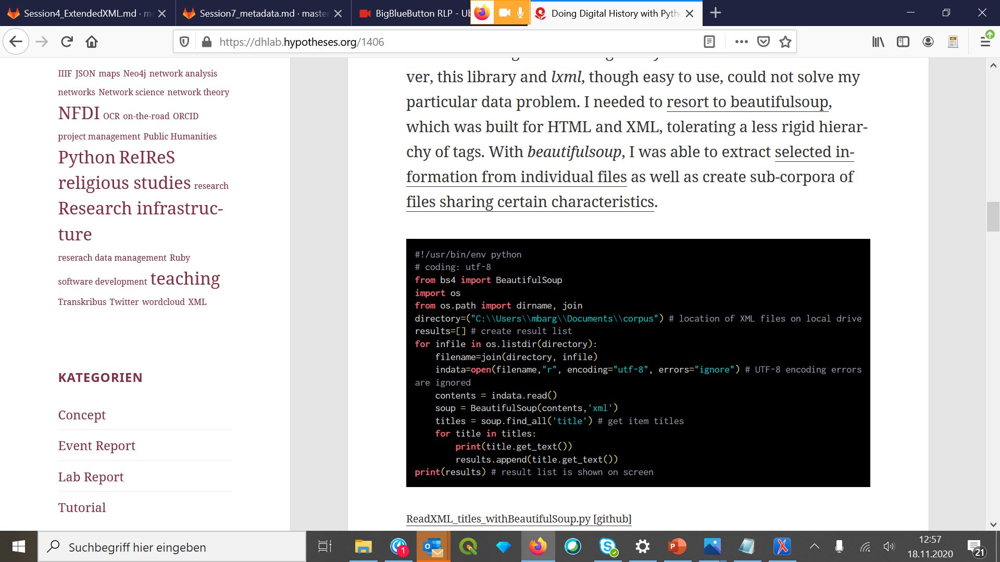 Session4_ExtendedXML.md · m
Session7_metadata.md · master
BigBlueButton RLP - Ub
Doing Digital History with Pytho
https://dhlab.hypotheses.org/1406
IIIF JSON maps Neo4j network analysis
networks Network science network theory
NFDI OCR on-the-road ORCID
project management Public Humanities
Python ReIReS
religious studies research
Research infrastruc-
ture
reserach data management Ruby
software development teaching
Transkribus Twitter wordcloud XML
KATEGORIEN
Concept
Event Report
Lab Report
Tutorial
ver, this library and lxml, though easy to use, could not solve my
particular data problem. I needed to resort to beautifulsoup,
which was built for HTML and XML, tolerating a less rigid hierar-
chy of tags. With beautifulsoup, I was able to extract selected in-
formation from individual files as well as create sub-corpora of
files sharing certain characteristics.
#!/usr/bin/env python
# coding: utf-8
from bs4 import BeautifulSoup
import os
from os.path import dirname, join
directory=("C:\\Users\\mbarg\\Documents\\corpus") # location of XML files on local drive
results=[] # create result list
for infile in os.listdir(directory):
    filename=join(directory, infile)
    indata=open(filename,"r", encoding="utf-8", errors="ignore") # UTF-8 encoding errors
are ignored
    contents = indata.read()
    soup = BeautifulSoup(contents,'xml')
    titles = soup.find_all('title') # get item titles
    for title in titles:
        print(title.get_text())
        results.append(title.get_text())
print(results) # result list is shown on screen
ReadXML_titles_withBeautifulSoup.py [github]
Suchbegriff hier eingeben
1
12:57
18.11.2020
21